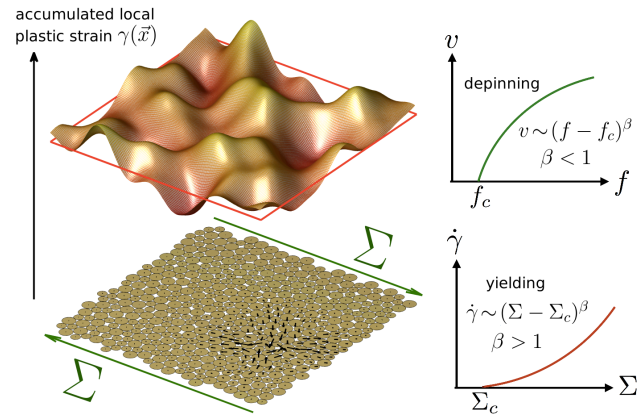 accumulated local
plastic strain γ(x⃗)
Σ
Σ
v
depinning
v∼(f − f_c)^β
β < 1
f_c
f
γ̇
yielding
γ̇∼(Σ − Σ_c)^β
β > 1
Σ_c
Σ